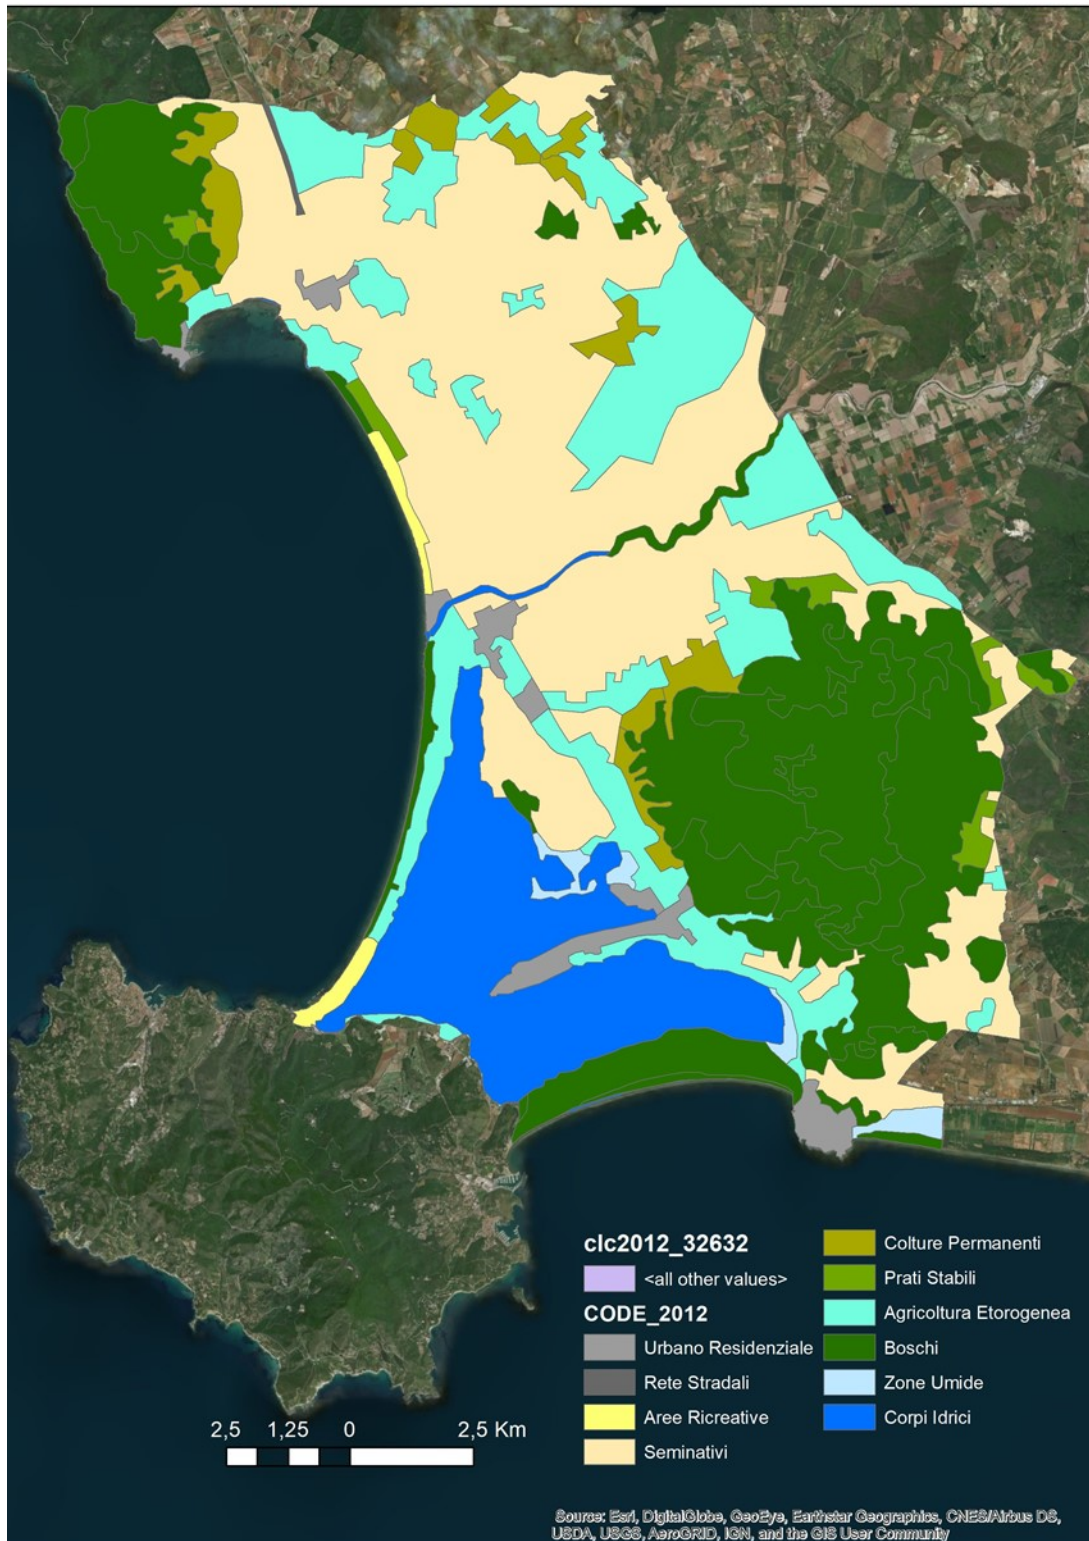 clc2012_32632
<all other values>
CODE_2012
Urbano Residenziale
Rete Stradali
Aree Ricreative
Seminativi
Colture Permanenti
Prati Stabili
Agricoltura Etorogenea
Boschi
Zone Umide
Corpi Idrici
2,5 1,25 0 2,5 Km
Source: Esri, DigitalGlobe, GeoEye, Earthstar Geographics, CNES/Airbus DS,
USDA, USGS, AeroGRID, IGN, and the GIS User Community